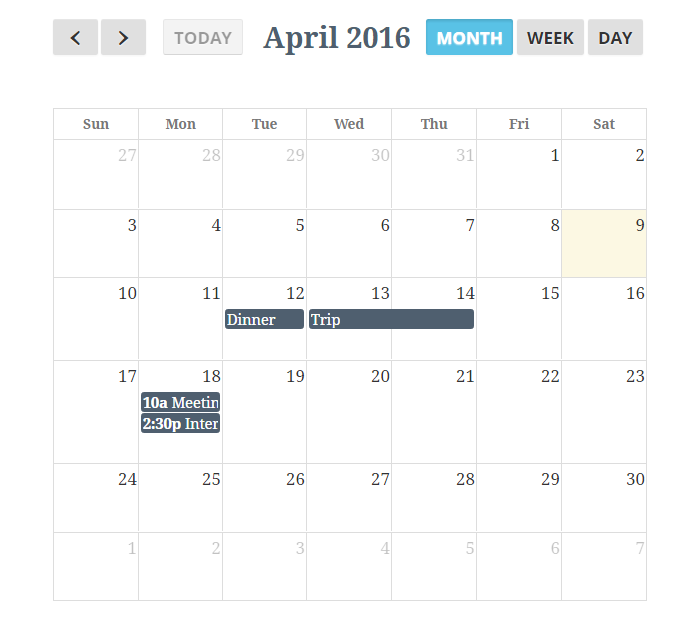 TODAY April 2016 MONTH WEEK DAY
Sun Mon Tue Wed Thu Fri Sat
27 28 29 30 31 1 2
3 4 5 6 7 8 9
10 11 12 13 14 15 16
Dinner Trip
17 18 19 20 21 22 23
10a Meetin
2:30p Inter
24 25 26 27 28 29 30
1 2 3 4 5 6 7